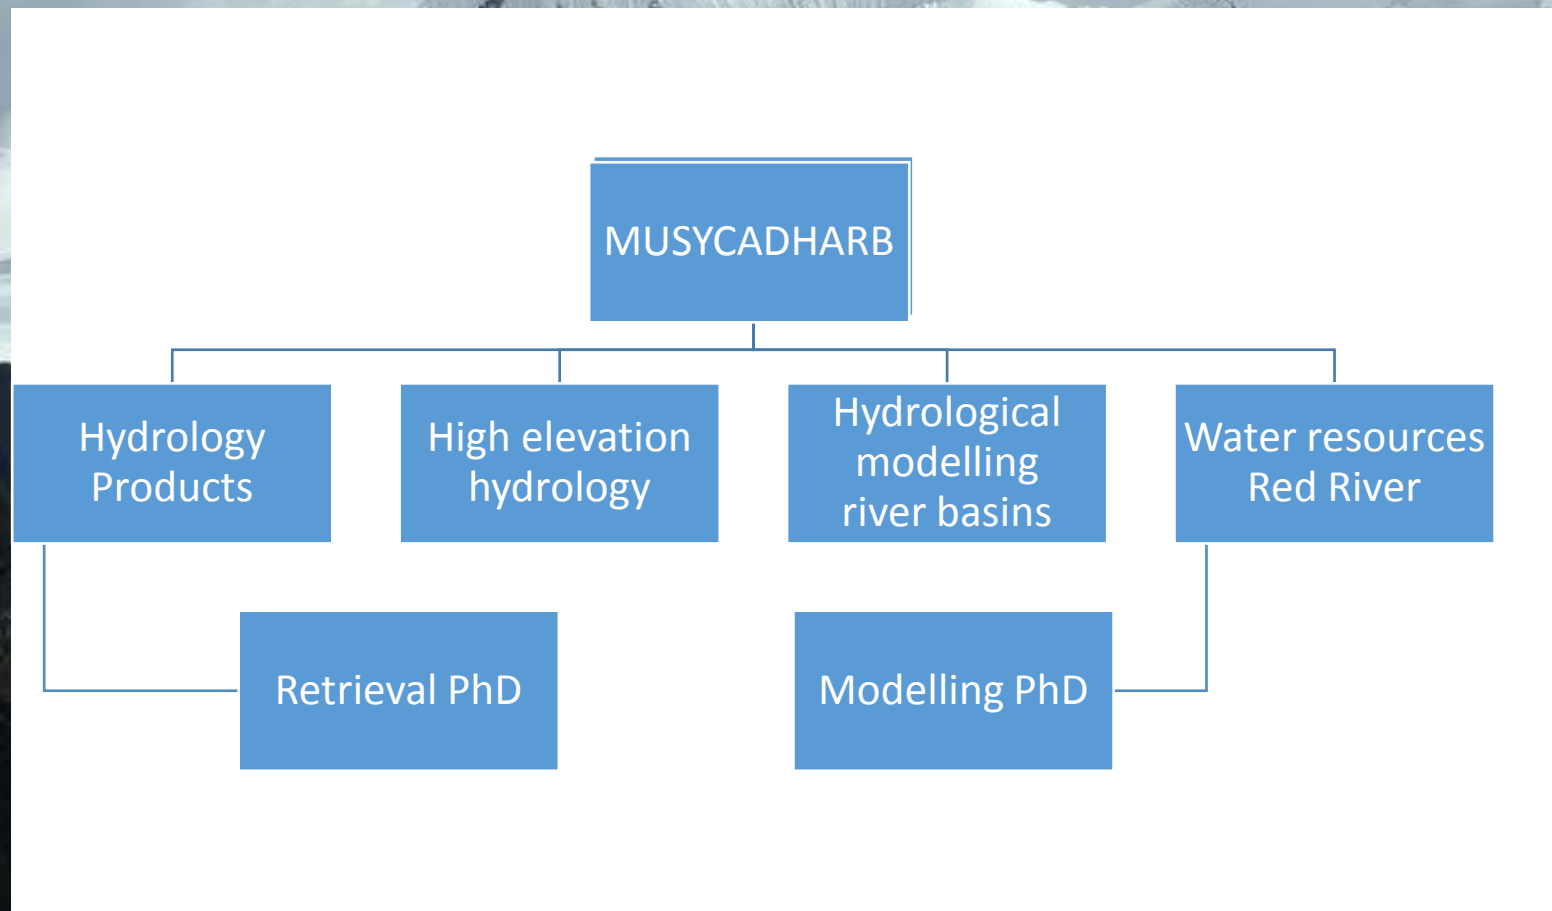 MUSYCADHARB
Hydrology
Products
High elevation
hydrology
Hydrological
modelling
river basins
Water resources
Red River
Retrieval PhD
Modelling PhD